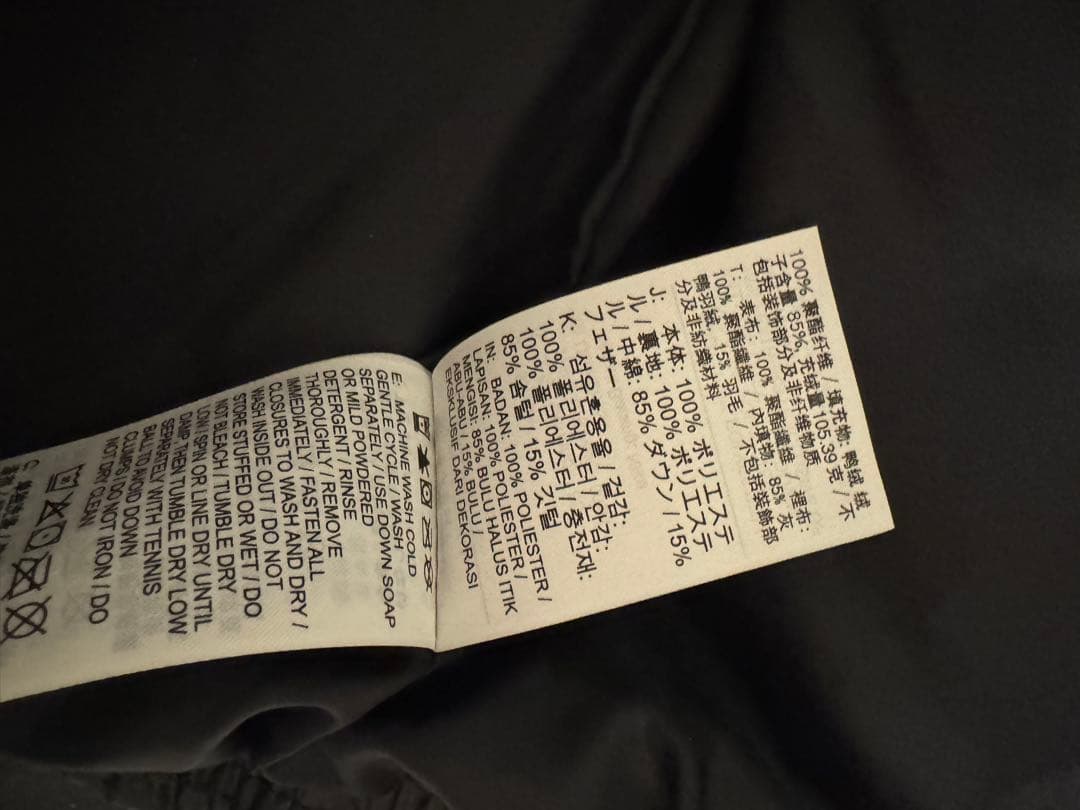 100% 聚酯纤维 / 填充物: 鸭绒 绒
子含量 85%, 充绒量105.39克 / 不
包括装饰部分及非纤维物质
T: 表布: 100% 聚酯纖維 / 裡布:
100% 聚酯纖維 / 內填物: 85% 灰
鴨羽絨, 15% 羽毛 / 不包括裝飾部
分及非紡織材料
J: 本体: 100% ポリエステ
ル / 裏地: 100% ポリエステ
ル / 中綿: 85% ダウン / 15%
フェザー
K: 섬유혼용율 / 겉감:
100% 폴리에스터 / 안감:
100% 폴리에스터 / 충전재:
85% 솜털 / 15% 깃털
IN: BADAN: 100% POLIESTER /
LAPISAN: 100% POLIESTER /
MENGISI: 85% BULU HALUS ITIK
ABU-ABU / 15% BULU /
EKSKLUSIF DARI DEKORASI
E: MACHINE WASH COLD
GENTLE CYCLE / WASH
SEPARATELY / USE DOWN SOAP
OR MILD POWDERED
DETERGENT / RINSE
THOROUGHLY / REMOVE
IMMEDIATELY / FASTEN ALL
CLOSURES TO WASH AND DRY /
WASH INSIDE OUT / DO NOT
STORE STUFFED OR WET / DO
NOT BLEACH / TUMBLE DRY
LOW / SPIN OR LINE DRY UNTIL
DAMP THEN TUMBLE DRY LOW
SEPARATELY WITH TENNIS
BALL TO AVOID DOWN
CLUMPS / DO NOT IRON / DO
NOT DRY CLEAN